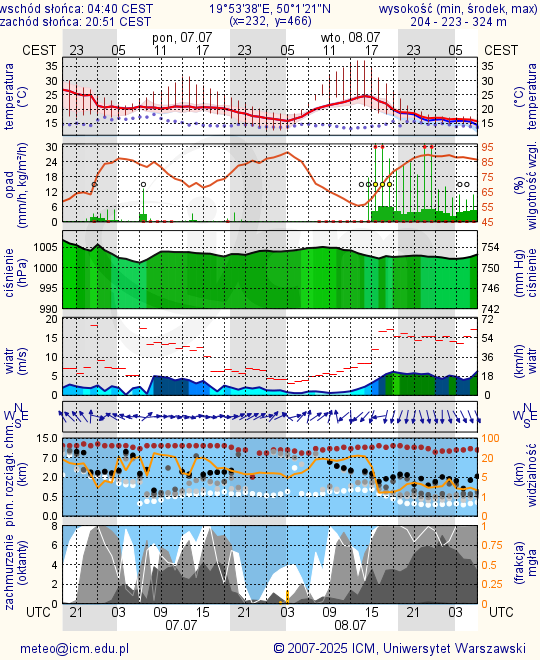 wschód słońca: 04:40 CEST 19°53'38"E, 50°1'21"N wysokość (min, środek, max)
zachód słońca: 20:51 CEST (x=232, y=466) 204 - 223 - 324 m
pon, 07.07 wto, 08.07
CEST 23 05 11 17 23 05 11 17 23 05 CEST
temperatura (°C) 35 30 25 20 15 35 30 25 20 15 temperatura (°C)
opad (mm/h, kg/m²/h) 30 24 18 12 6 0 95 85 75 65 55 45 (%) wilgotność wzgl.
ciśnienie (hPa) 1005 1000 995 990 754 750 746 742 (mm Hg) ciśnienie
wiatr (m/s) 20 15 10 5 0 72 54 36 18 0 (km/h) wiatr
N W E S N W E S
pion. rozciągł. chm. (km) 15.0 7.0 2.0 0.5 0.0 100 20 5 1 0 (km) widzialność
zachmurzenie (oktanty) 8 6 4 2 0 1 0.75 0.5 0.25 0 (frakcja) mgła
UTC 21 03 09 15 21 03 09 15 21 03 UTC
07.07 08.07
meteo@icm.edu.pl © 2007-2025 ICM, Uniwersytet Warszawski